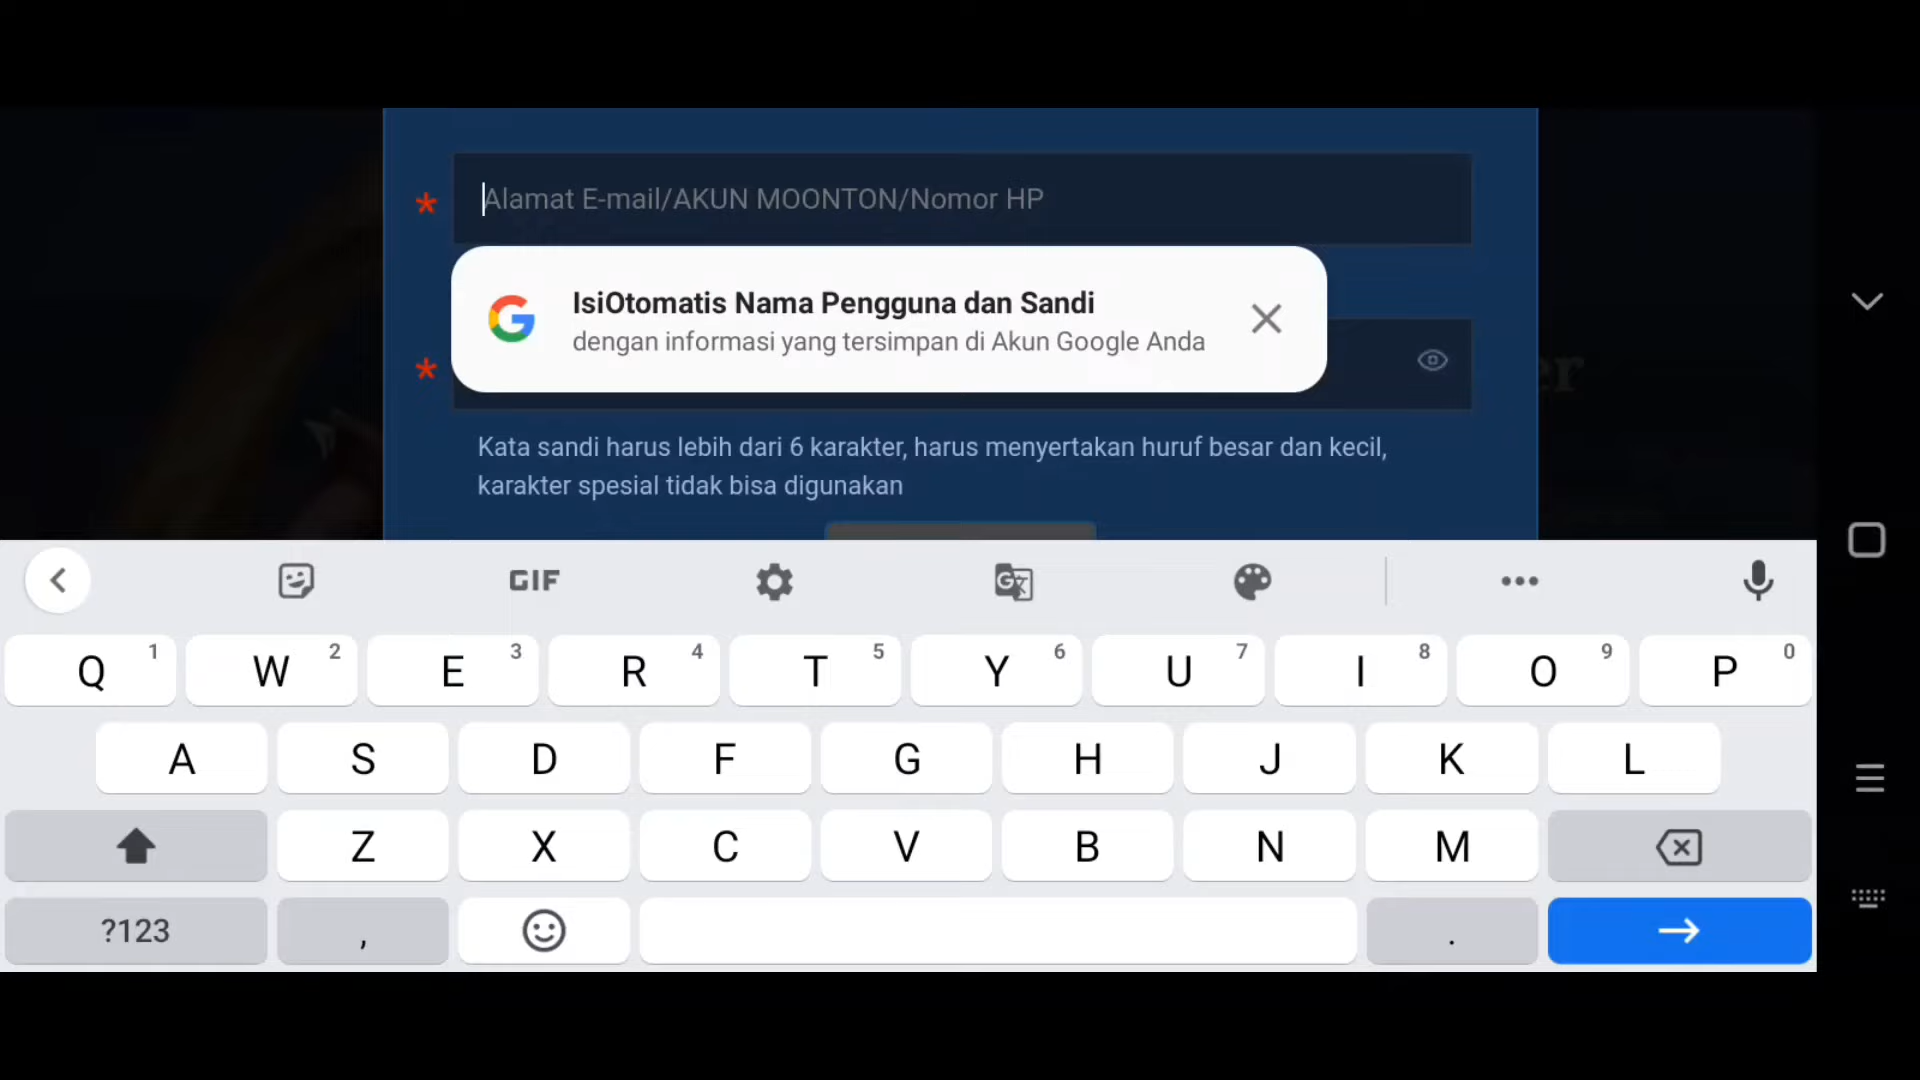 * Alamat E-mail/AKUN MOONTON/Nomor HP
IsiOtomatis Nama Pengguna dan Sandi
dengan informasi yang tersimpan di Akun Google Anda
*
er
Kata sandi harus lebih dari 6 karakter, harus menyertakan huruf besar dan kecil,
karakter spesial tidak bisa digunakan
GIF
Q 1 W 2 E 3 R 4 T 5 Y 6 U 7 I 8 O 9 P 0
A S D F G H J K L
Z X C V B N M
?123 , .